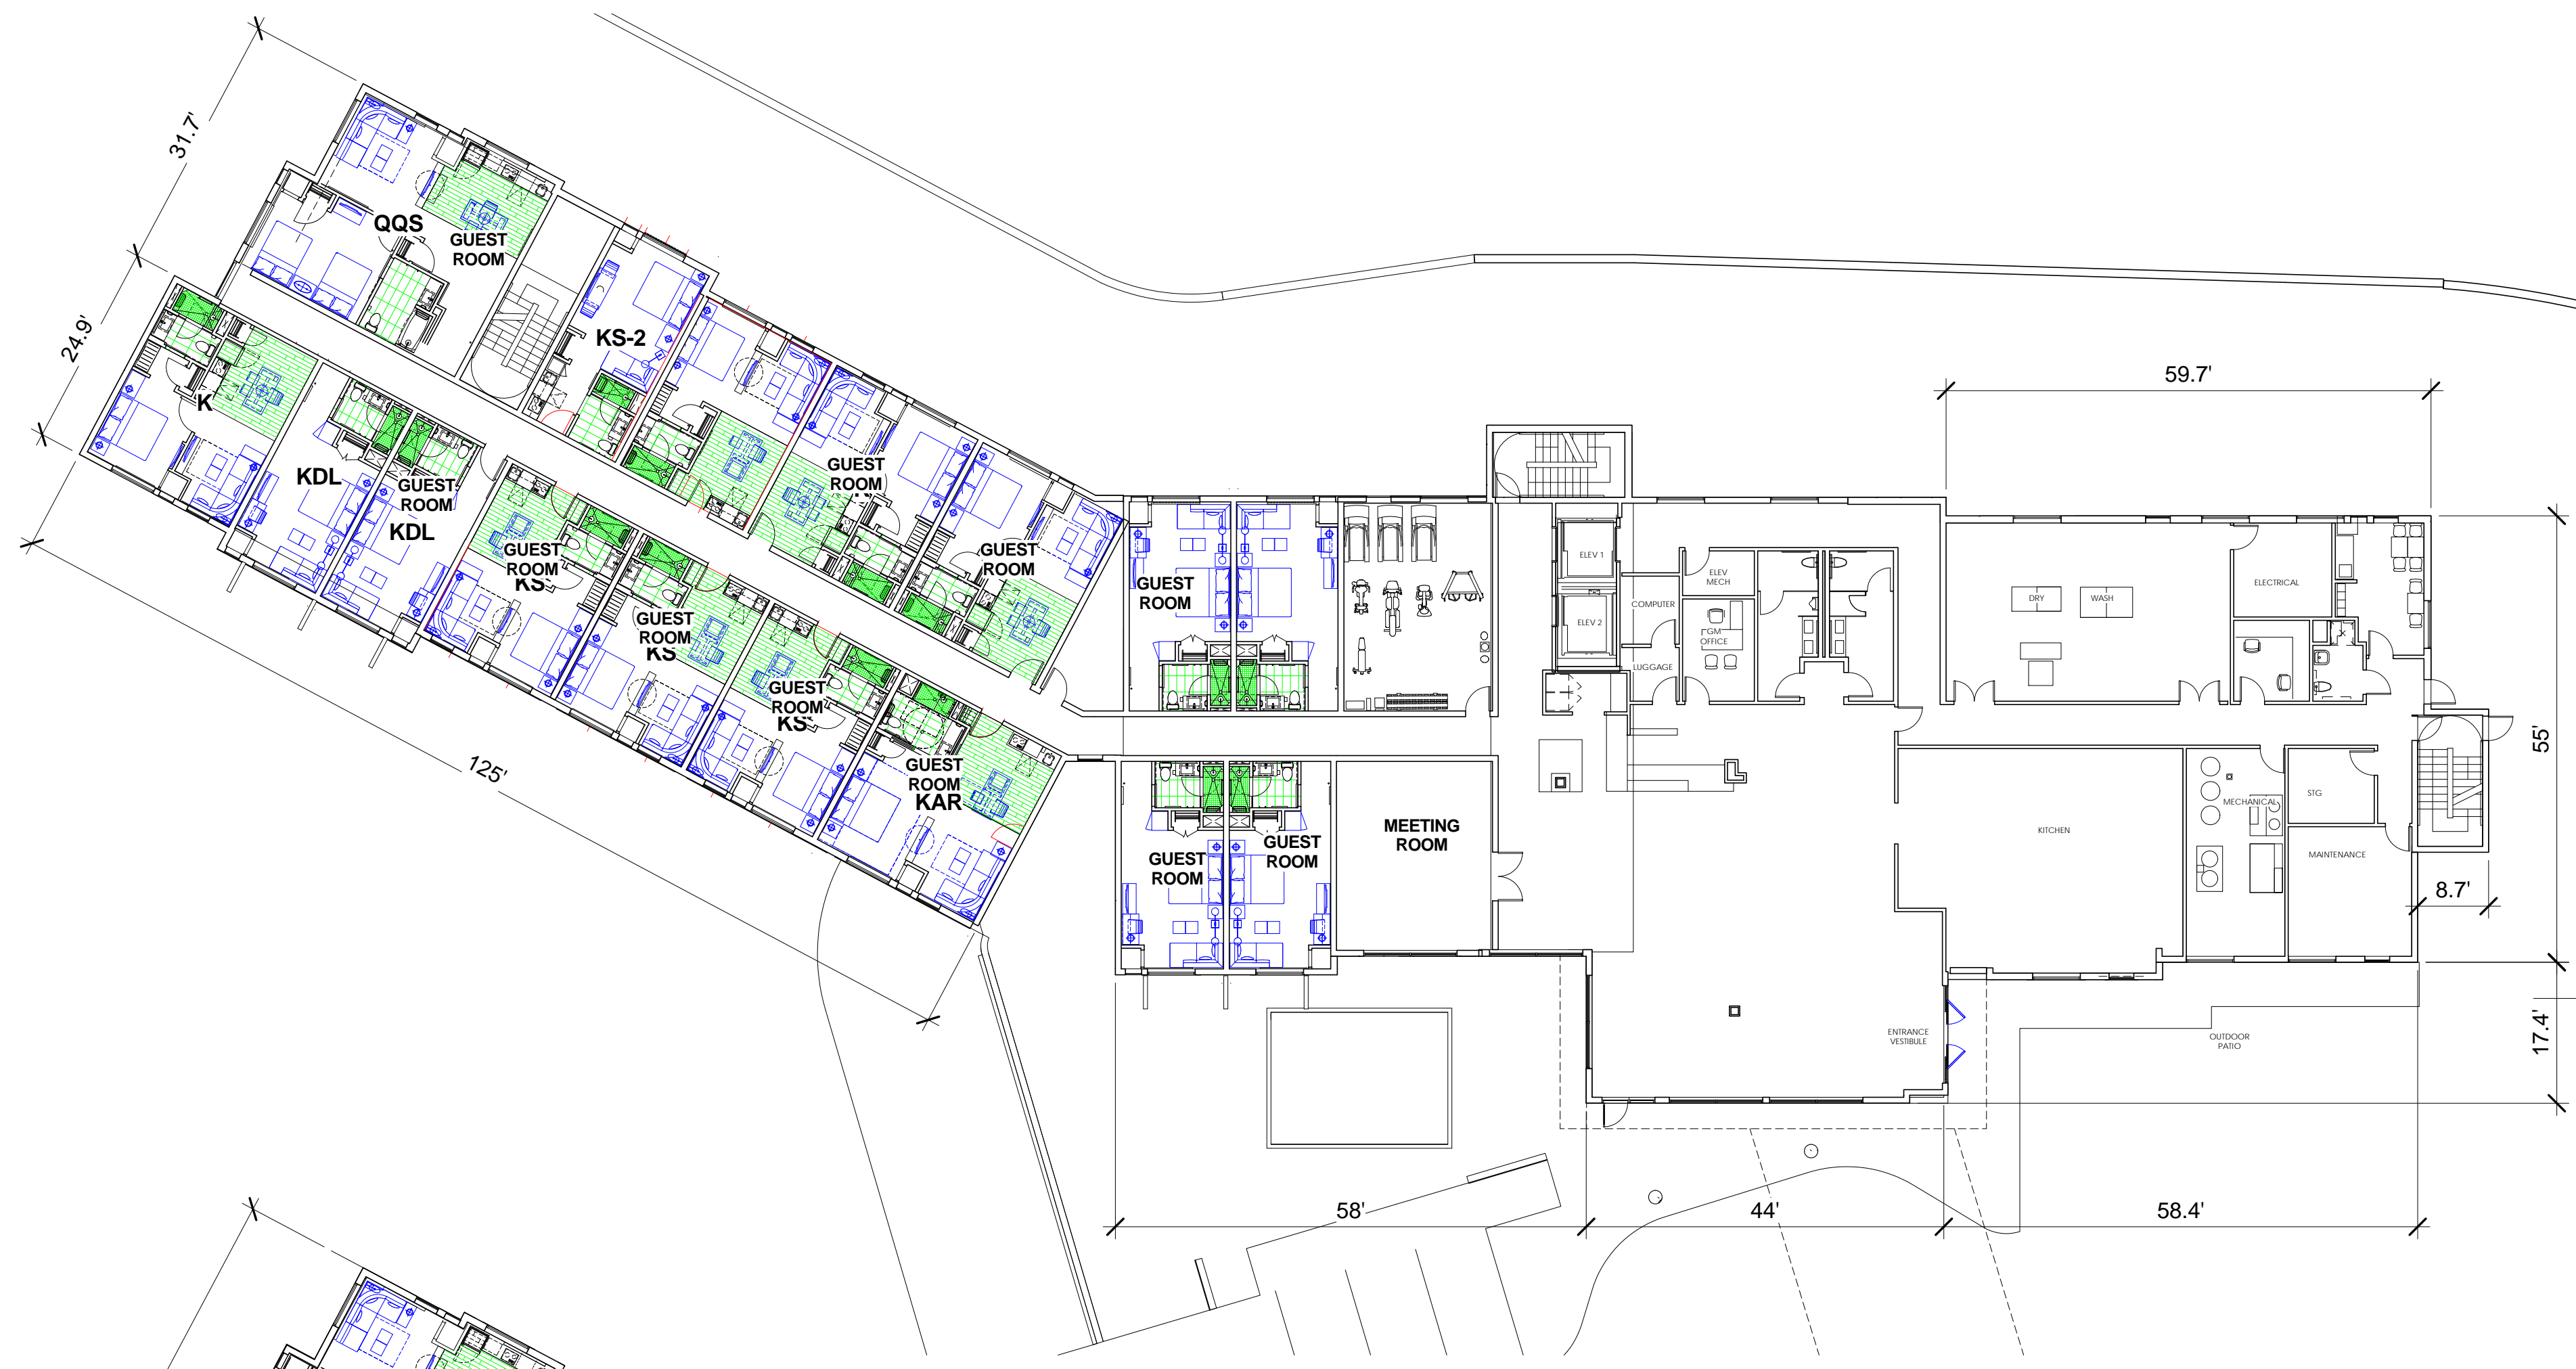 31.7'
24.9'
125'
QQS
GUEST
ROOM
KS-2
K
KDL
GUEST
ROOM
KDL
GUEST
ROOM
KS
GUEST
ROOM
KS
GUEST
ROOM
KS
GUEST
ROOM
KAR
GUEST
ROOM
GUEST
ROOM
GUEST
ROOM
GUEST
ROOM
GUEST
ROOM
MEETING
ROOM
ELEV 1
ELEV 2
ELEV
MECH
COMPUTER
GM
OFFICE
LUGGAGE
59.7'
DRY
WASH
ELECTRICAL
KITCHEN
MECHANICAL
STG
MAINTENANCE
55'
8.7'
17.4'
ENTRANCE
VESTIBULE
OUTDOOR
PATIO
58'
44'
58.4'